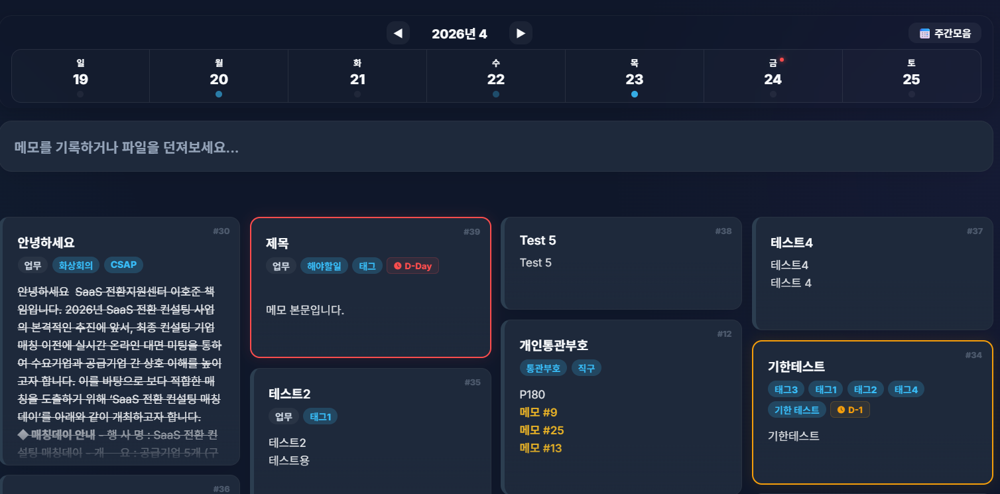 ◀ 2026년 4 ▶
주간모음
일 월 화 수 목 금 토
19 20 21 22 23 24 25
메모를 기록하거나 파일을 던져보세요...
#30
안녕하세요
업무 화상회의 CSAP
안녕하세요 SaaS 전환지원센터 이호준 책
임입니다. 2026년 SaaS 전환 컨설팅 사업
의 본격적인 추진에 앞서, 최종 컨설팅 기업
매칭 이전에 실시간 온라인 대면 미팅을 통하
여 수요기업과 공급기업 간 상호 이해를 높이
고자 합니다. 이를 바탕으로 보다 적합한 매
칭을 도출하기 위해 ‘SaaS 전환 컨설팅 매칭
데이’를 아래와 같이 개최하고자 합니다.
◆ 매칭데이 안내 - 행 사 명 : SaaS 전환 컨
설팅 매칭데이 - 개 요 : 공급기업 5개 (구
#36
#39
제목
업무 해야할일 태그 D-Day
메모 본문입니다.
#35
테스트2
업무 태그1
테스트2
테스트용
#38
Test 5
Test 5
#12
개인통관부호
통관부호 직구
P180
메모 #9
메모 #25
메모 #13
#37
테스트4
테스트4
테스트 4
#34
기한테스트
태그3 태그1 태그2 태그4
기한 테스트 D-1
기한테스트